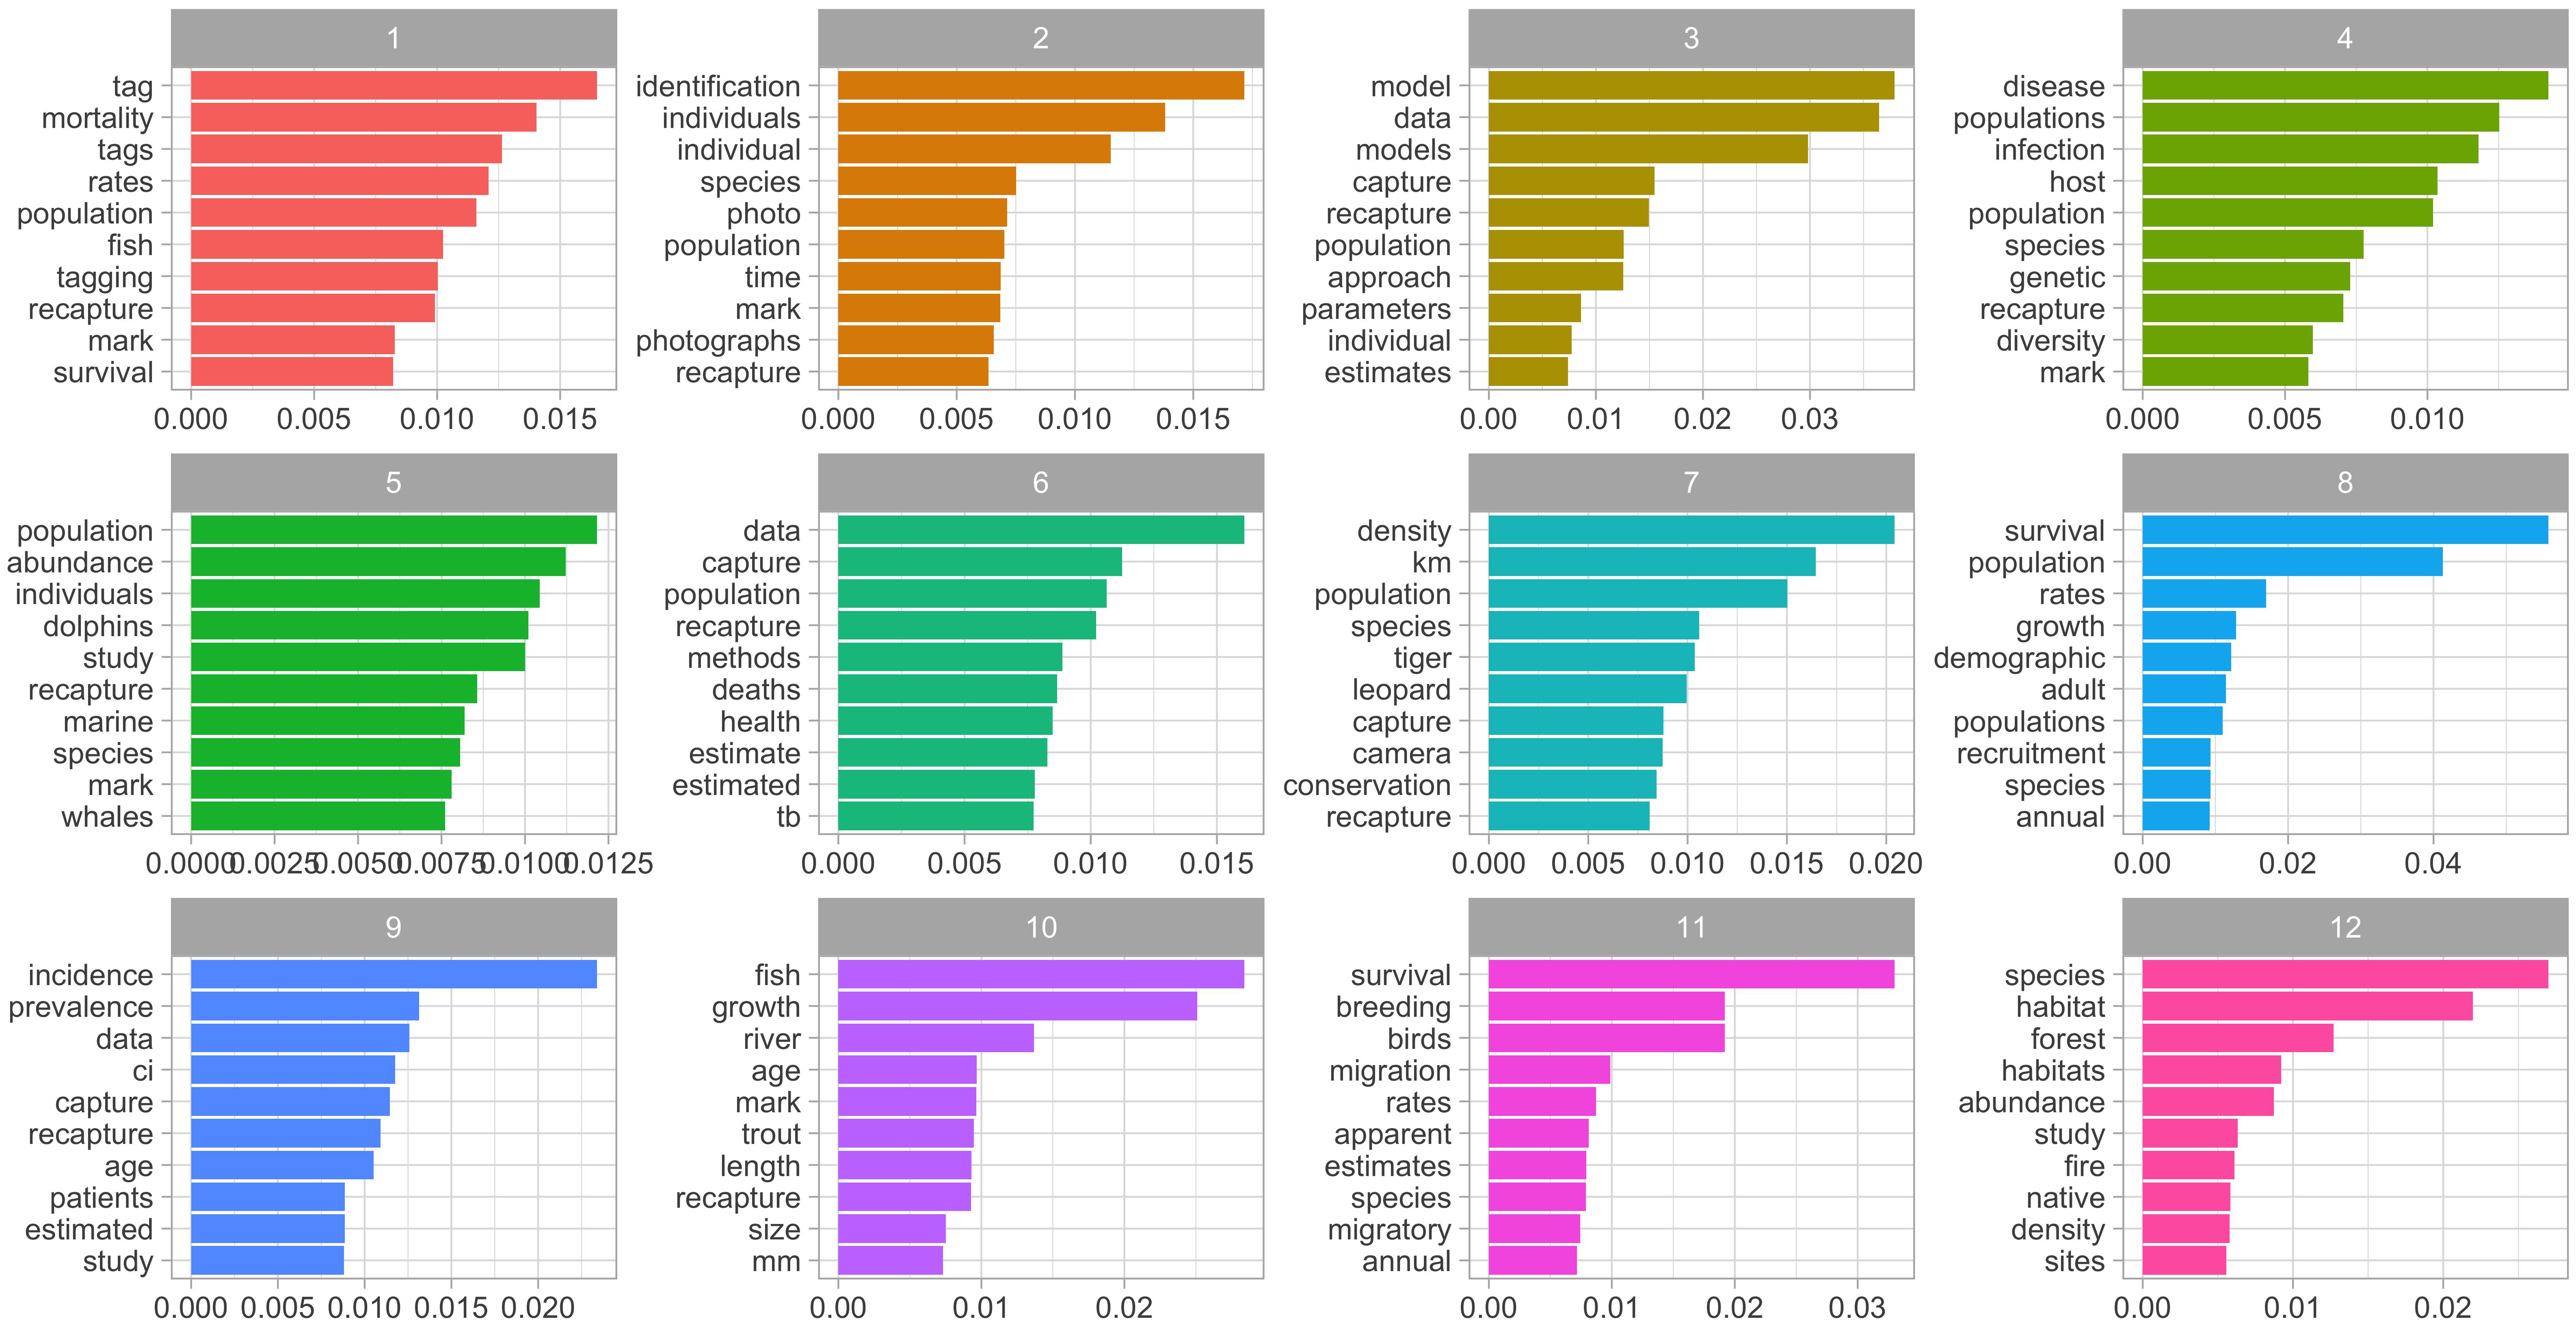 1
tag
mortality
tags
rates
population
fish
tagging
recapture
mark
survival
0.000 0.005 0.010 0.015
2
identification
individuals
individual
species
photo
population
time
mark
photographs
recapture
0.000 0.005 0.010 0.015
3
model
data
models
capture
recapture
population
approach
parameters
individual
estimates
0.00 0.01 0.02 0.03
4
disease
populations
infection
host
population
species
genetic
recapture
diversity
mark
0.000 0.005 0.010
5
population
abundance
individuals
dolphins
study
recapture
marine
species
mark
whales
0.0000 0.0025 0.0050 0.0075 0.0100 0.0125
6
data
capture
population
recapture
methods
deaths
health
estimate
estimated
tb
0.000 0.005 0.010 0.015
7
density
km
population
species
tiger
leopard
capture
camera
conservation
recapture
0.000 0.005 0.010 0.015 0.020
8
survival
population
rates
growth
demographic
adult
populations
recruitment
species
annual
0.00 0.02 0.04
9
incidence
prevalence
data
ci
capture
recapture
age
patients
estimated
study
0.000 0.005 0.010 0.015 0.020
10
fish
growth
river
age
mark
trout
length
recapture
size
mm
0.00 0.01 0.02
11
survival
breeding
birds
migration
rates
apparent
estimates
species
migratory
annual
0.00 0.01 0.02 0.03
12
species
habitat
forest
habitats
abundance
study
fire
native
density
sites
0.00 0.01 0.02